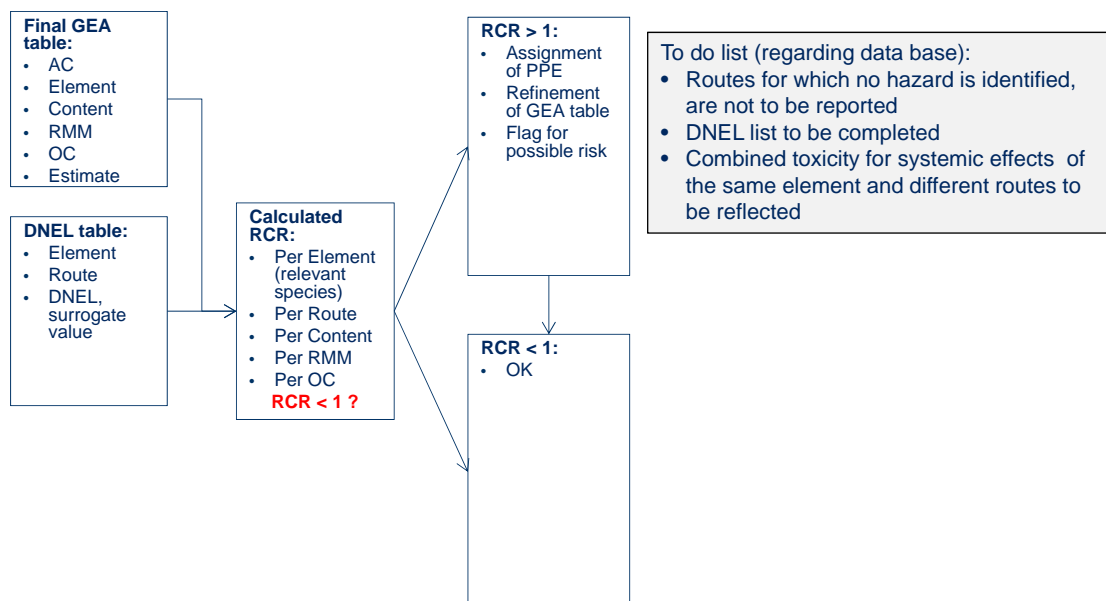 Final GEA
table:
• AC
• Element
• Content
• RMM
• OC
• Estimate
DNEL table:
• Element
• Route
• DNEL,
surrogate
value
Calculated
RCR:
• Per Element
(relevant
species)
• Per Route
• Per Content
• Per RMM
• Per OC
RCR < 1 ?
RCR > 1:
• Assignment
of PPE
• Refinement
of GEA table
• Flag for
possible risk
RCR < 1:
• OK
To do list (regarding data base):
• Routes for which no hazard is identified,
are not to be reported
• DNEL list to be completed
• Combined toxicity for systemic effects of
the same element and different routes to
be reflected